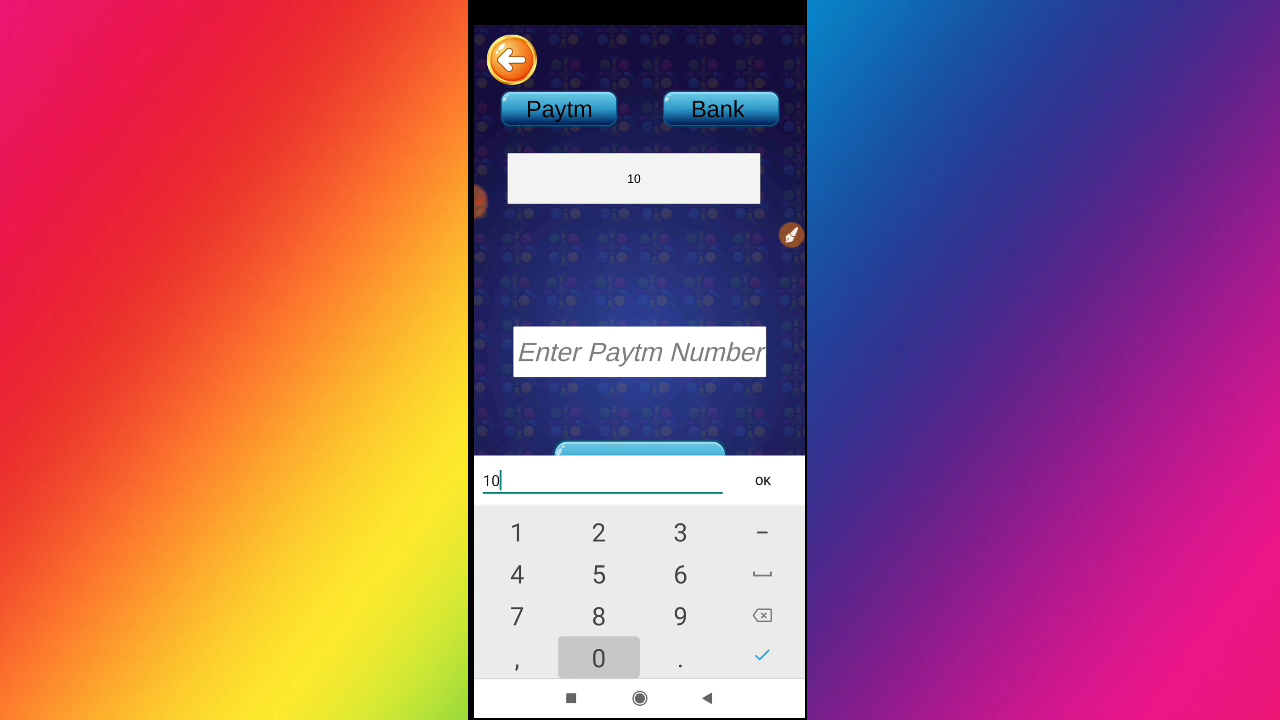 Paytm Bank
10
Enter Paytm Number
10 OK
1 2 3 −
4 5 6
7 8 9
, 0 .